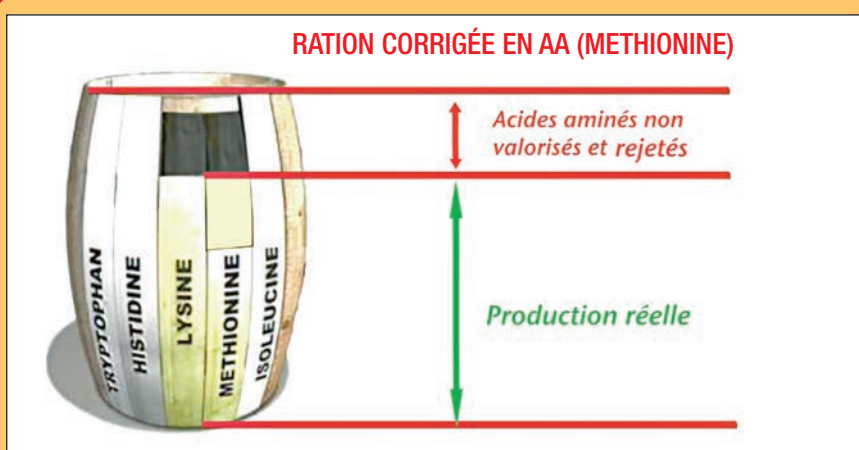 RATION CORRIGÉE EN AA (METHIONINE)
Acides aminés non
valorisés et rejetés
Production réelle
TRYPTOPHAN
HISTIDINE
LYSINE
METHIONINE
ISOLEUCINE